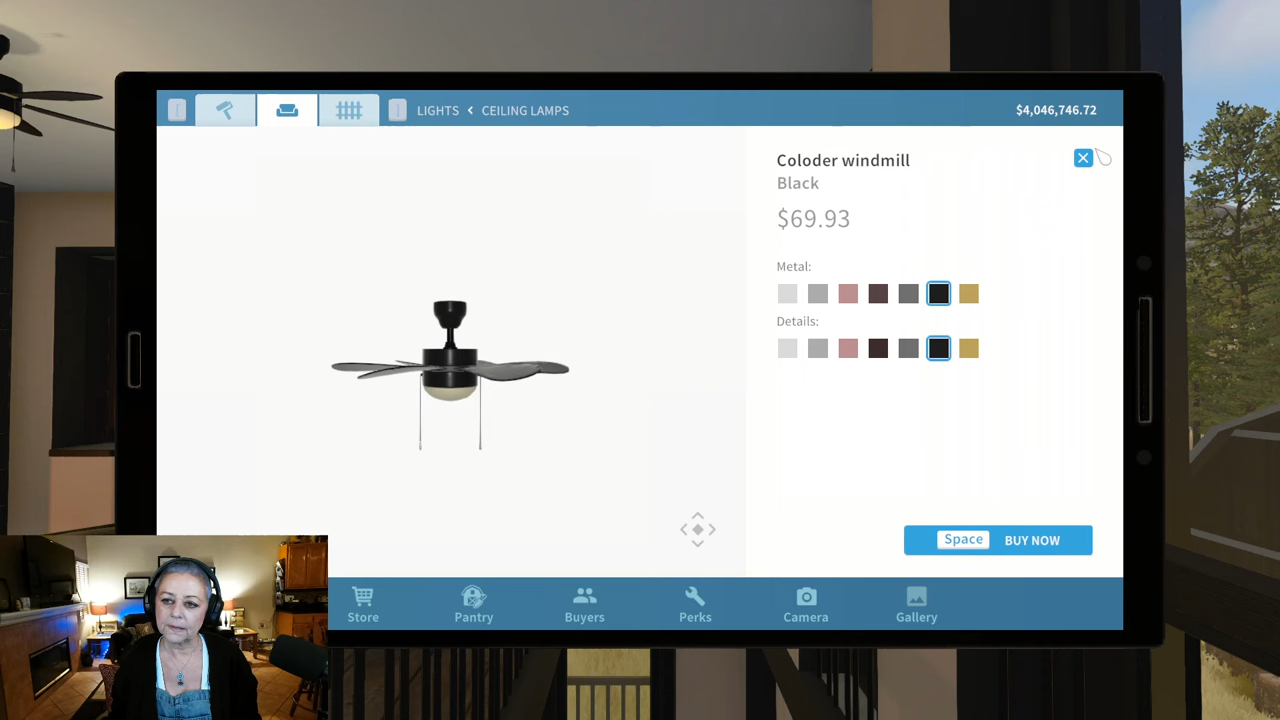 LIGHTS < CEILING LAMPS
$4,046,746.72
Coloder windmill
Black
$69.93
Metal:
Details:
Space BUY NOW
Store Pantry Buyers Perks Camera Gallery